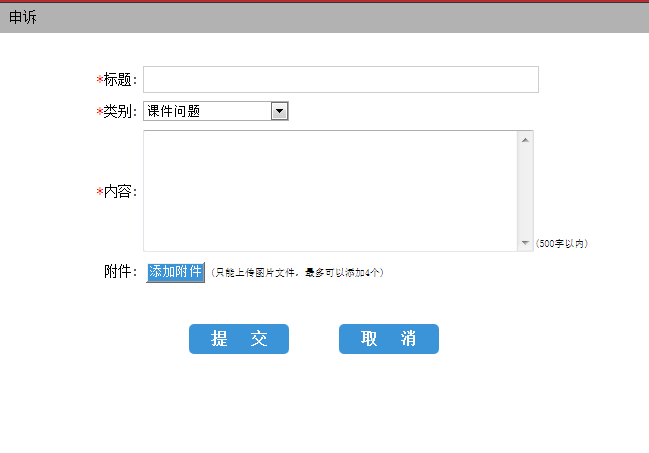 申诉
*标题：
*类别： 课件问题
*内容： (500字以内)
附件： 添加附件 (只能上传图片文件，最多可以添加4个)
提 交 取 消